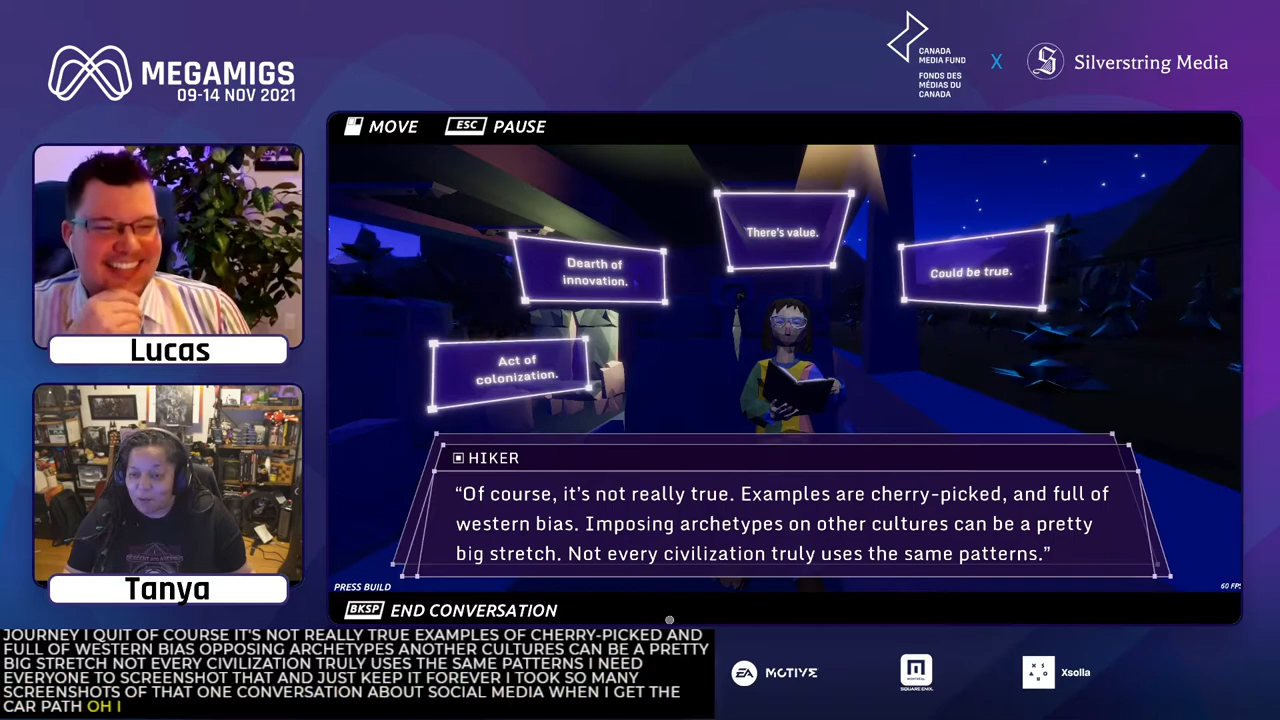 MEGAMIGS
09-14 NOV 2021
CANADA
MEDIA FUND
FONDS DES
MÉDIAS DU
CANADA
X
Silverstring Media
MOVE
ESC PAUSE
Lucas
Tanya
There's value.
Dearth of
innovation.
Could be true.
Act of
colonization.
HIKER
“Of course, it’s not really true. Examples are cherry-picked, and full of
western bias. Imposing archetypes on other cultures can be a pretty
big stretch. Not every civilization truly uses the same patterns.”
PRESS BUILD
60 FPS
BKSP END CONVERSATION
JOURNEY I QUIT OF COURSE IT'S NOT REALLY TRUE EXAMPLES OF CHERRY-PICKED AND
FULL OF WESTERN BIAS OPPOSING ARCHETYPES ANOTHER CULTURES CAN BE A PRETTY
BIG STRETCH NOT EVERY CIVILIZATION TRULY USES THE SAME PATTERNS I NEED
EVERYONE TO SCREENSHOT THAT AND JUST KEEP IT FOREVER I TOOK SO MANY
SCREENSHOTS OF THAT ONE CONVERSATION ABOUT SOCIAL MEDIA WHEN I GET THE
CAR PATH OH I
EA MOTIVE
SQUARE ENIX
Xsolla